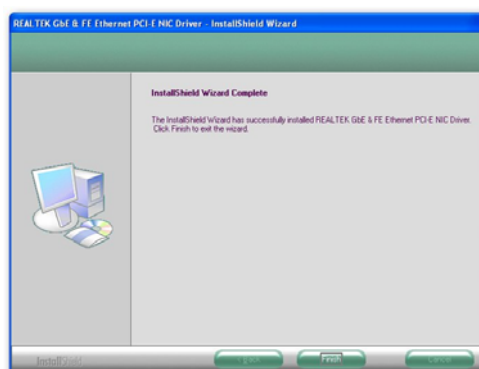 REALTEK GbE & FE Ethernet PCI-E NIC Driver - InstallShield Wizard
InstallShield Wizard Complete
The InstallShield Wizard has successfully installed REALTEK GbE & FE Ethernet PCI-E NIC Driver.
Click Finish to exit the wizard.
InstallShield
Finish
Cancel